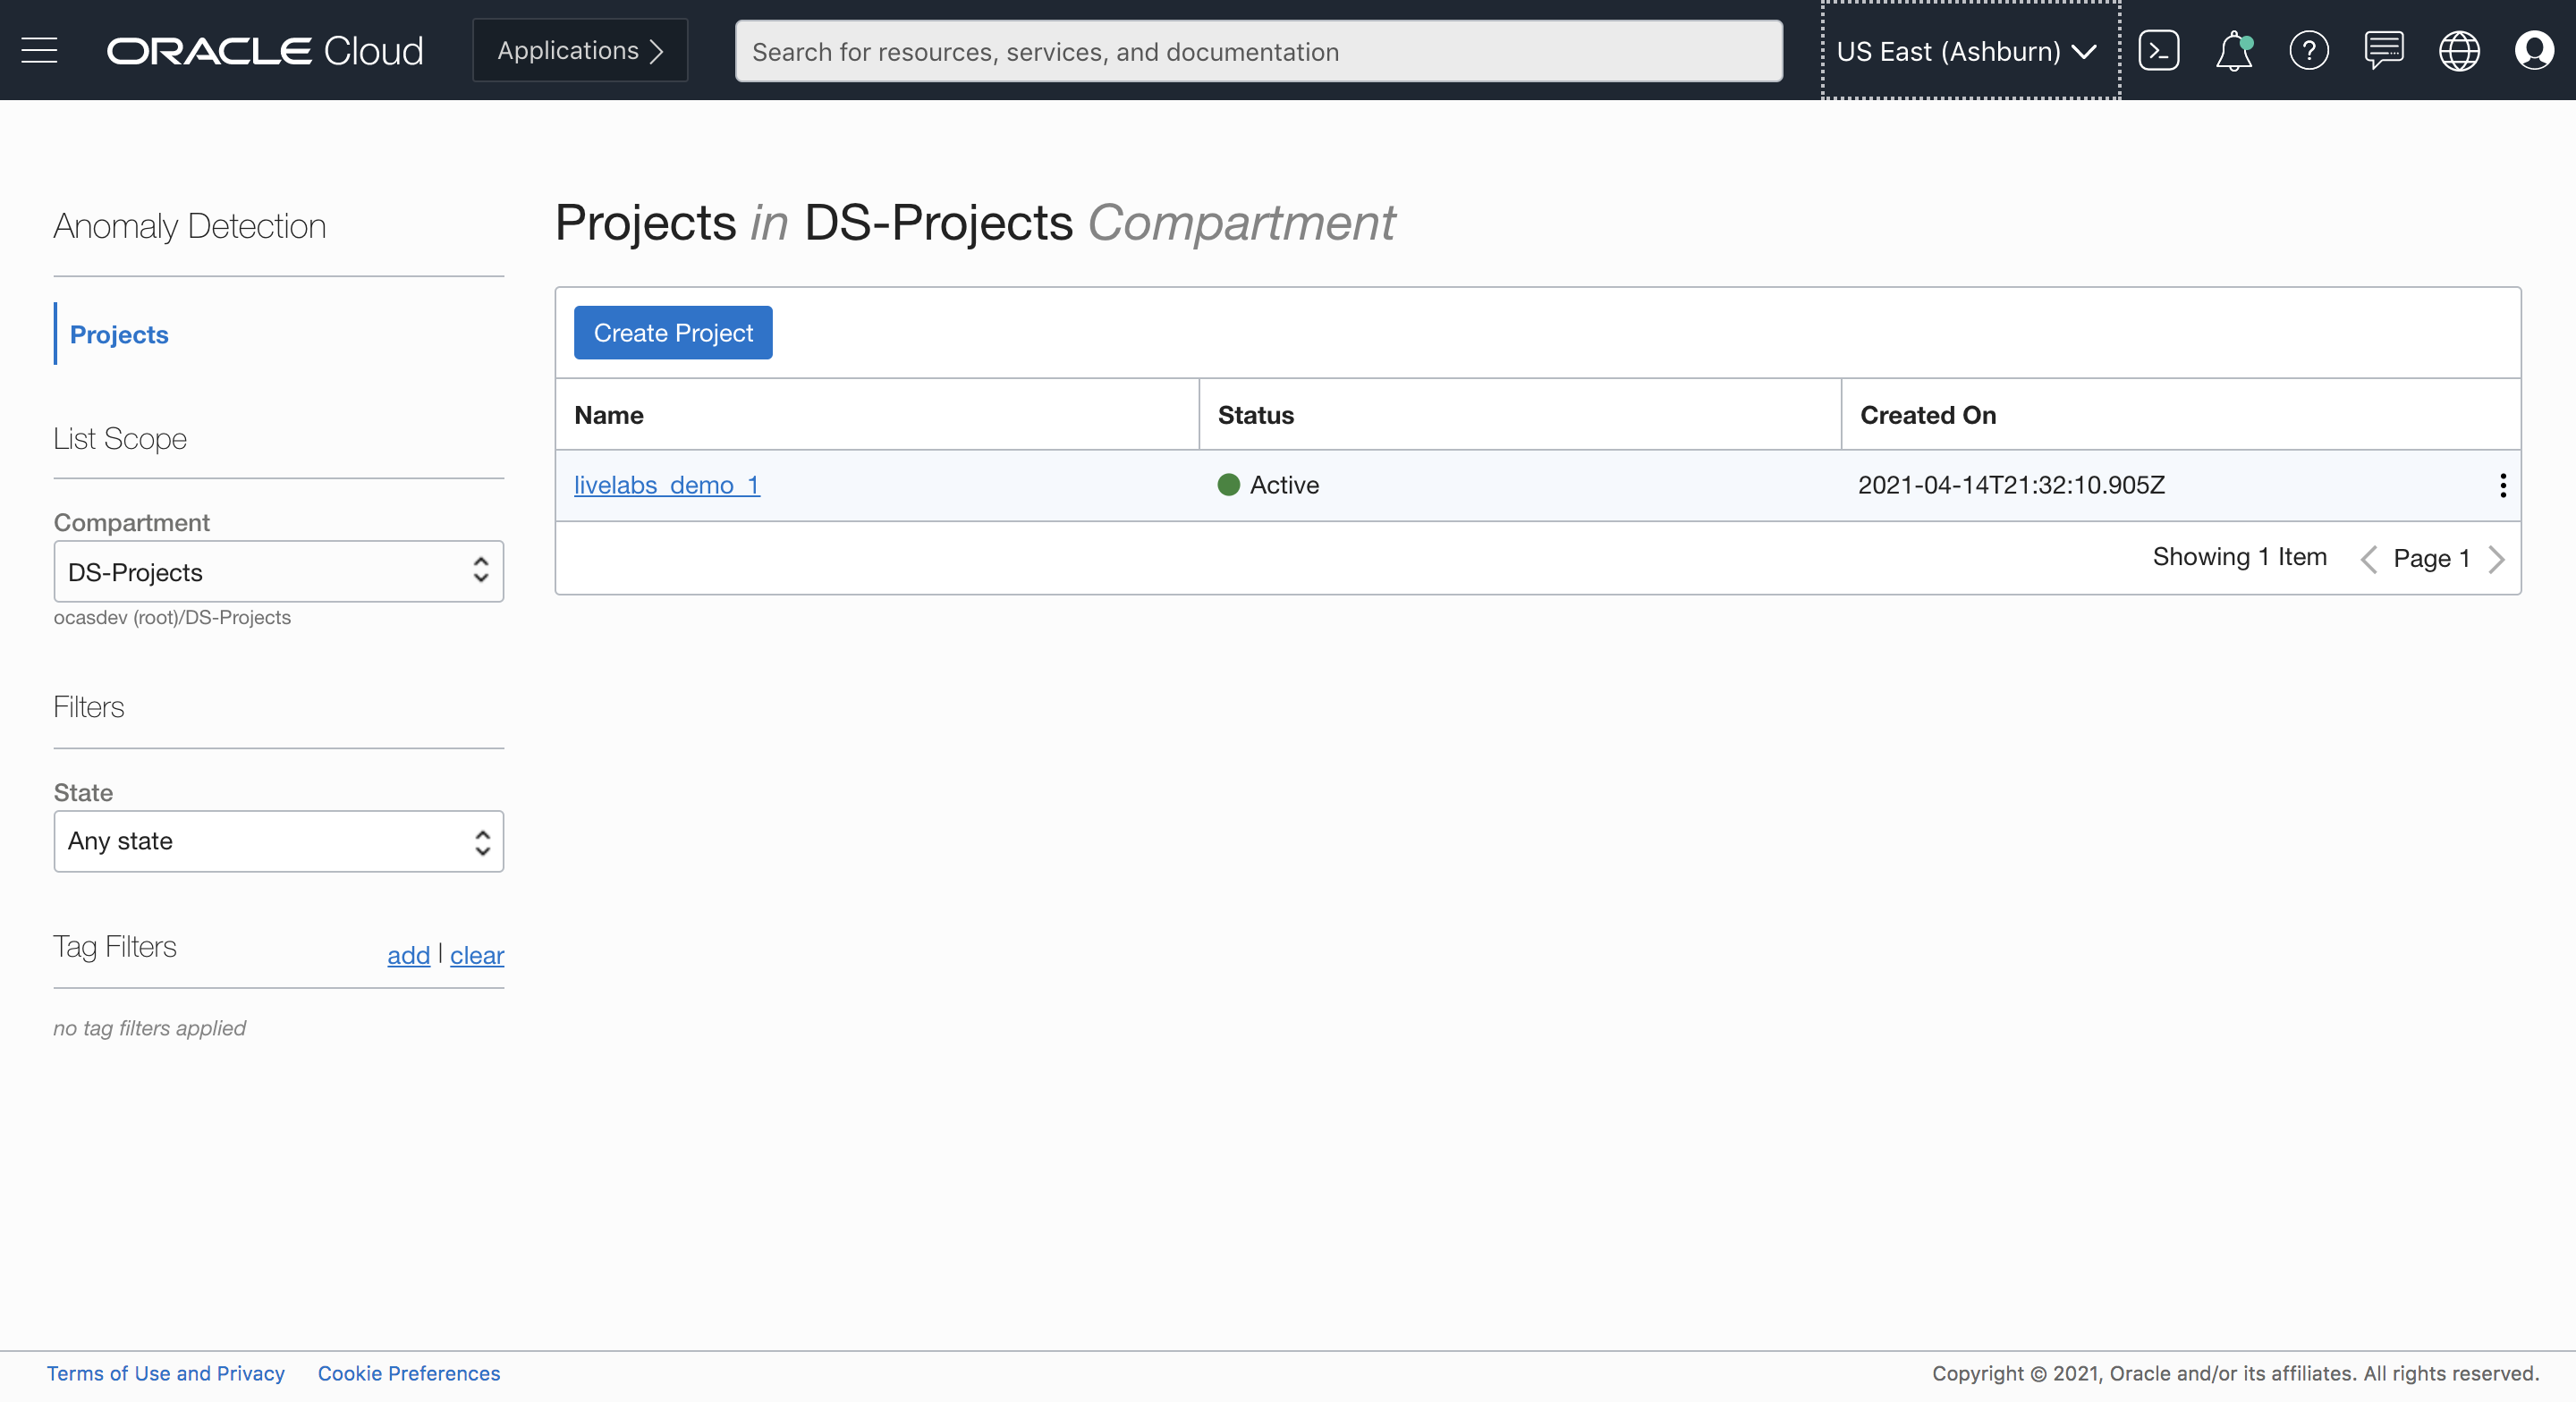 ORACLE Cloud
Applications
Search for resources, services, and documentation
US East (Ashburn)
Anomaly Detection
Projects
List Scope
Compartment
DS-Projects
ocasdev (root)/DS-Projects
Filters
State
Any state
Tag Filters
add | clear
no tag filters applied
Projects in DS-Projects Compartment
Create Project
Name Status Created On
livelabs_demo_1 Active 2021-04-14T21:32:10.905Z
Showing 1 Item Page 1
Terms of Use and Privacy Cookie Preferences
Copyright © 2021, Oracle and/or its affiliates. All rights reserved.